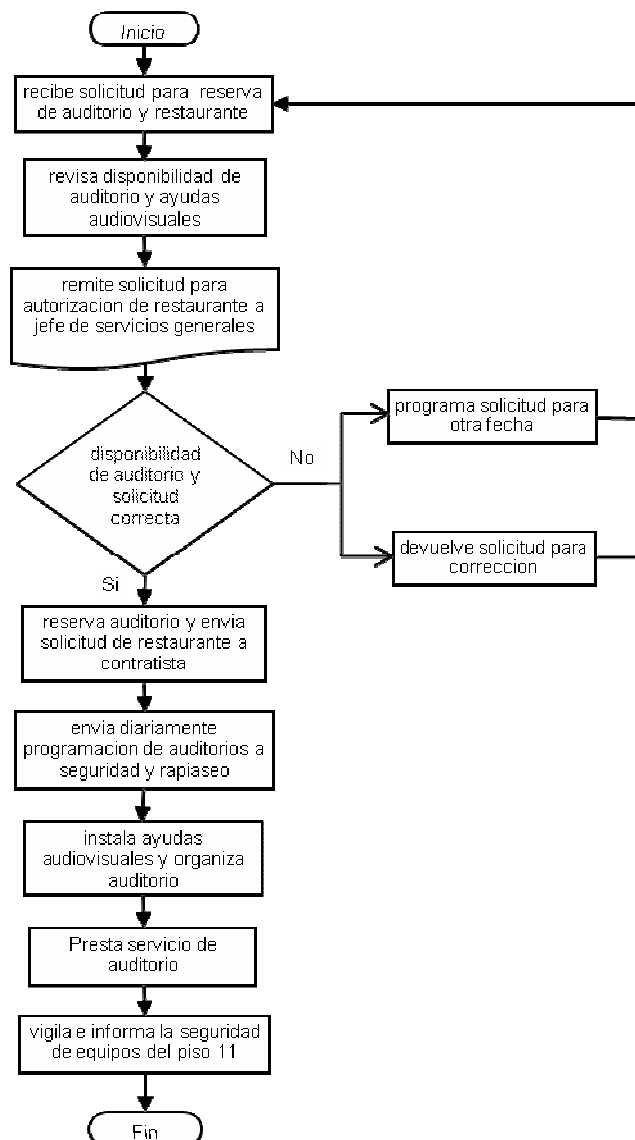 Inicio
recibe solicitud para reserva
de auditorio y restaurante
revisa disponibilidad de
auditorio y ayudas
audiovisuales
remite solicitud para
autorizacion de restaurante a
jefe de servicios generales
disponibilidad
de auditorio y
solicitud
correcta
No
programa solicitud para
otra fecha
devuelve solicitud para
correccion
Si
reserva auditorio y envia
solicitud de restaurante a
contratista
envia diariamente
programacion de auditorios a
seguridad y rapiaseo
instala ayudas
audiovisuales y organiza
auditorio
Presta servicio de
auditorio
vigila e informa la seguridad
de equipos del piso 11
Fin